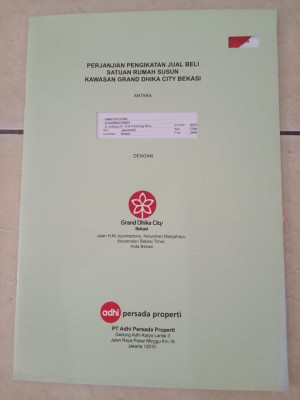 PERJANJIAN PENGIKATAN JUAL BELI
SATUAN RUMAH SUSUN
KAWASAN GRAND DHIKA CITY BEKASI
ANTARA
DENGAN
Grand Dhika City
Bekasi
Jalan H.M Joyomartono, Kelurahan Margahayu,
Kecamatan Bekasi Timur,
Kota Bekasi
adhi persada properti
PT Adhi Persada Properti
Gedung Adhi Karya Lantai 3
Jalan Raya Pasar Minggu Km.18
Jakarta 12510